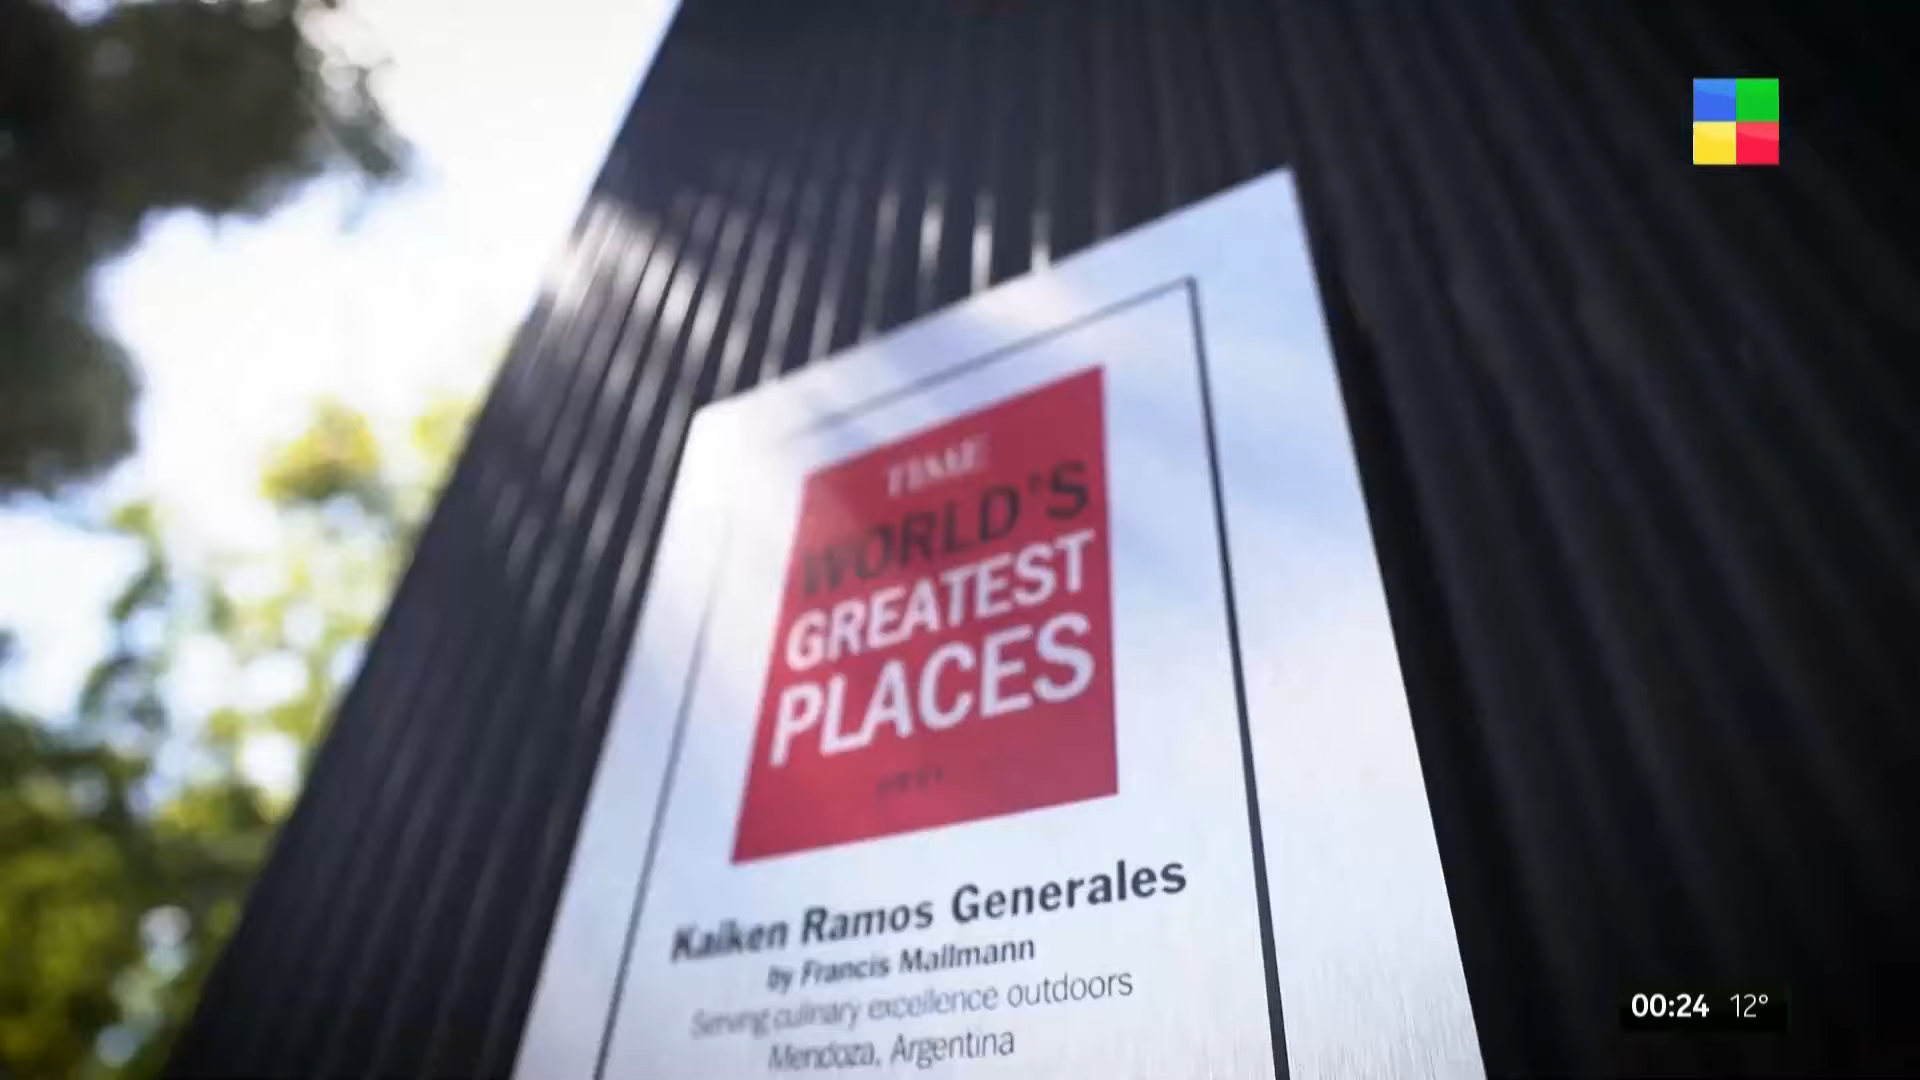 TIME
WORLD'S
GREATEST
PLACES
Kaiken Ramos Generales
by Francis Mallmann
Serving culinary excellence outdoors
Mendoza, Argentina
00:24 12°